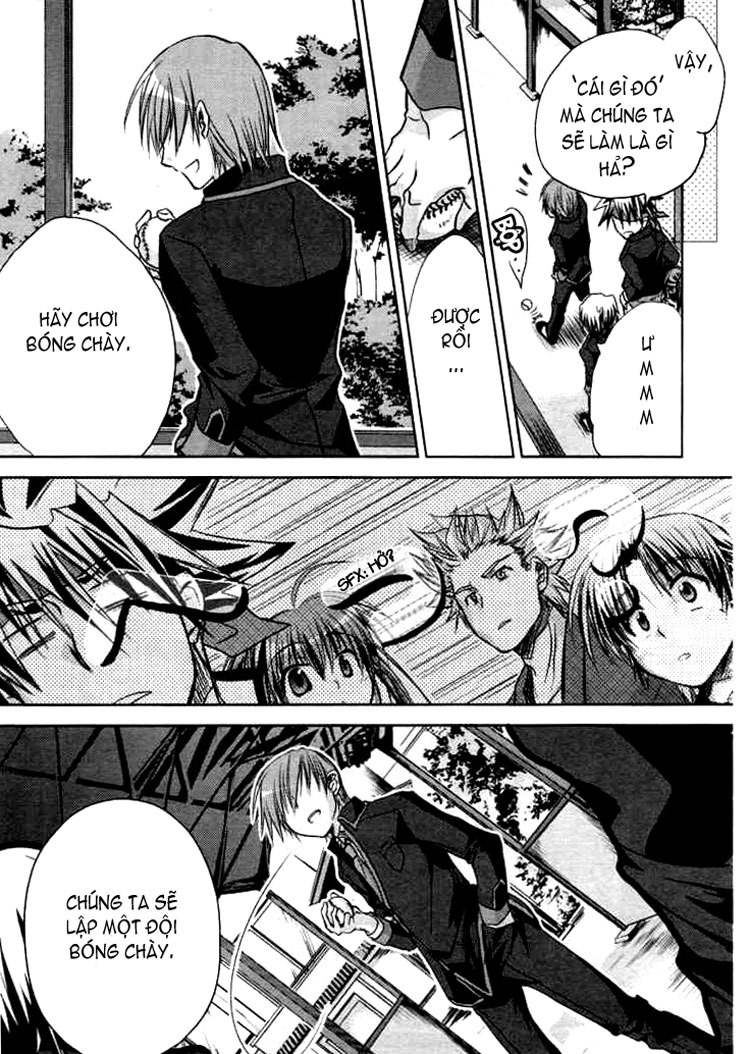 VẬY,
'CÁI GÌ ĐÓ'
MÀ CHÚNG TA
SẼ LÀM LÀ GÌ
HẢ?
BỘP
Ư
M
M
M
ĐƯỢC
RỒI
...
HÃY CHƠI
BÓNG CHÀY.
SFX: HỞ?
CHÚNG TA SẼ
LẬP MỘT ĐỘI
BÓNG CHÀY.